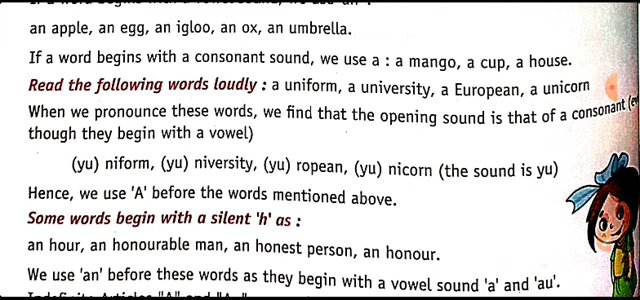 an apple, an egg, an igloo, an ox, an umbrella.
If a word begins with a consonant sound, we use a : a mango, a cup, a house.
Read the following words loudly : a uniform, a university, a European, a unicorn
When we pronounce these words, we find that the opening sound is that of a consonant
though they begin with a vowel)
(yu) niform, (yu) niversity, (yu) ropean, (yu) nicorn (the sound is yu)
Hence, we use 'A' before the words mentioned above.
Some words begin with a silent 'h' as :
an hour, an honourable man, an honest person, an honour.
We use 'an' before these words as they begin with a vowel sound 'a' and 'au'.
Indefinite Articles "A" and "An"